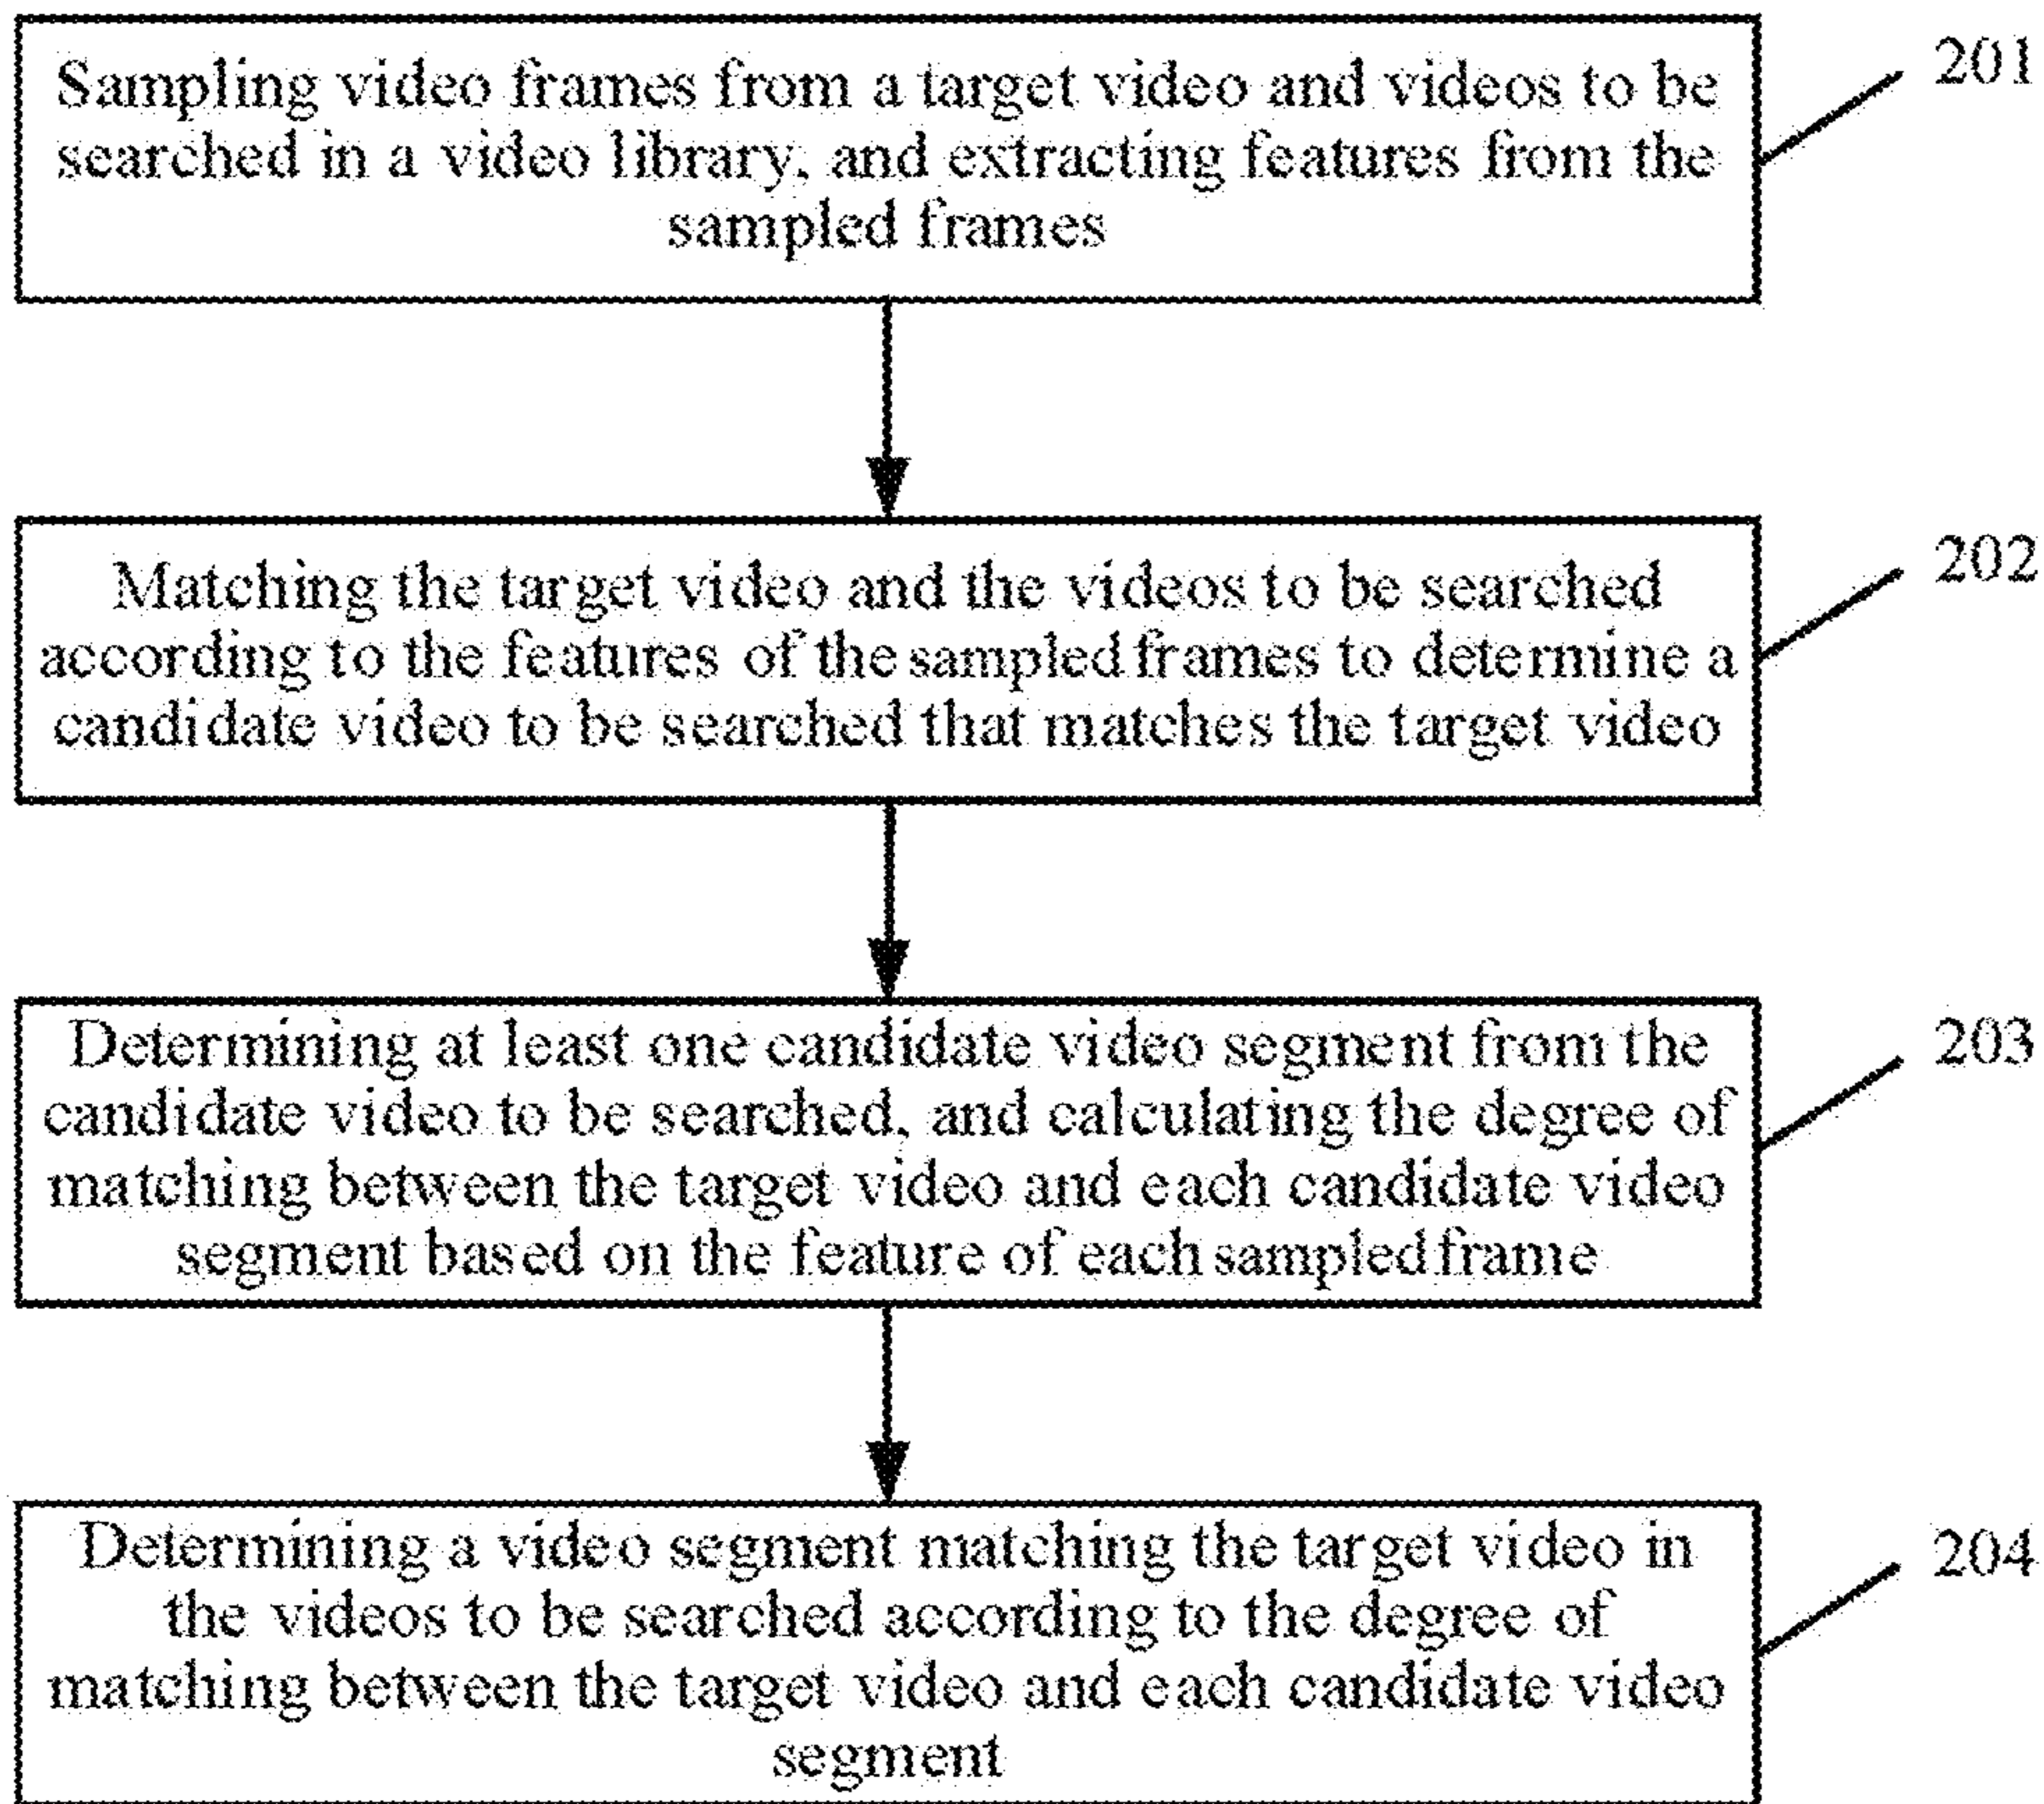 Sampling video frames from a target video and videos to be
searched in a video library, and extracting features from the
sampled frames
201
Matching the target video and the videos to be searched
according to the features of the sampled frames to determine a
candidate video to be searched that matches the target video
202
Determining at least one candidate video segment from the
candidate video to be searched, and calculating the degree of
matching between the target video and each candidate video
segment based on the feature of each sampled frame
203
Determining a video segment matching the target video in
the videos to be searched according to the degree of
matching between the target video and each candidate video
segment
204